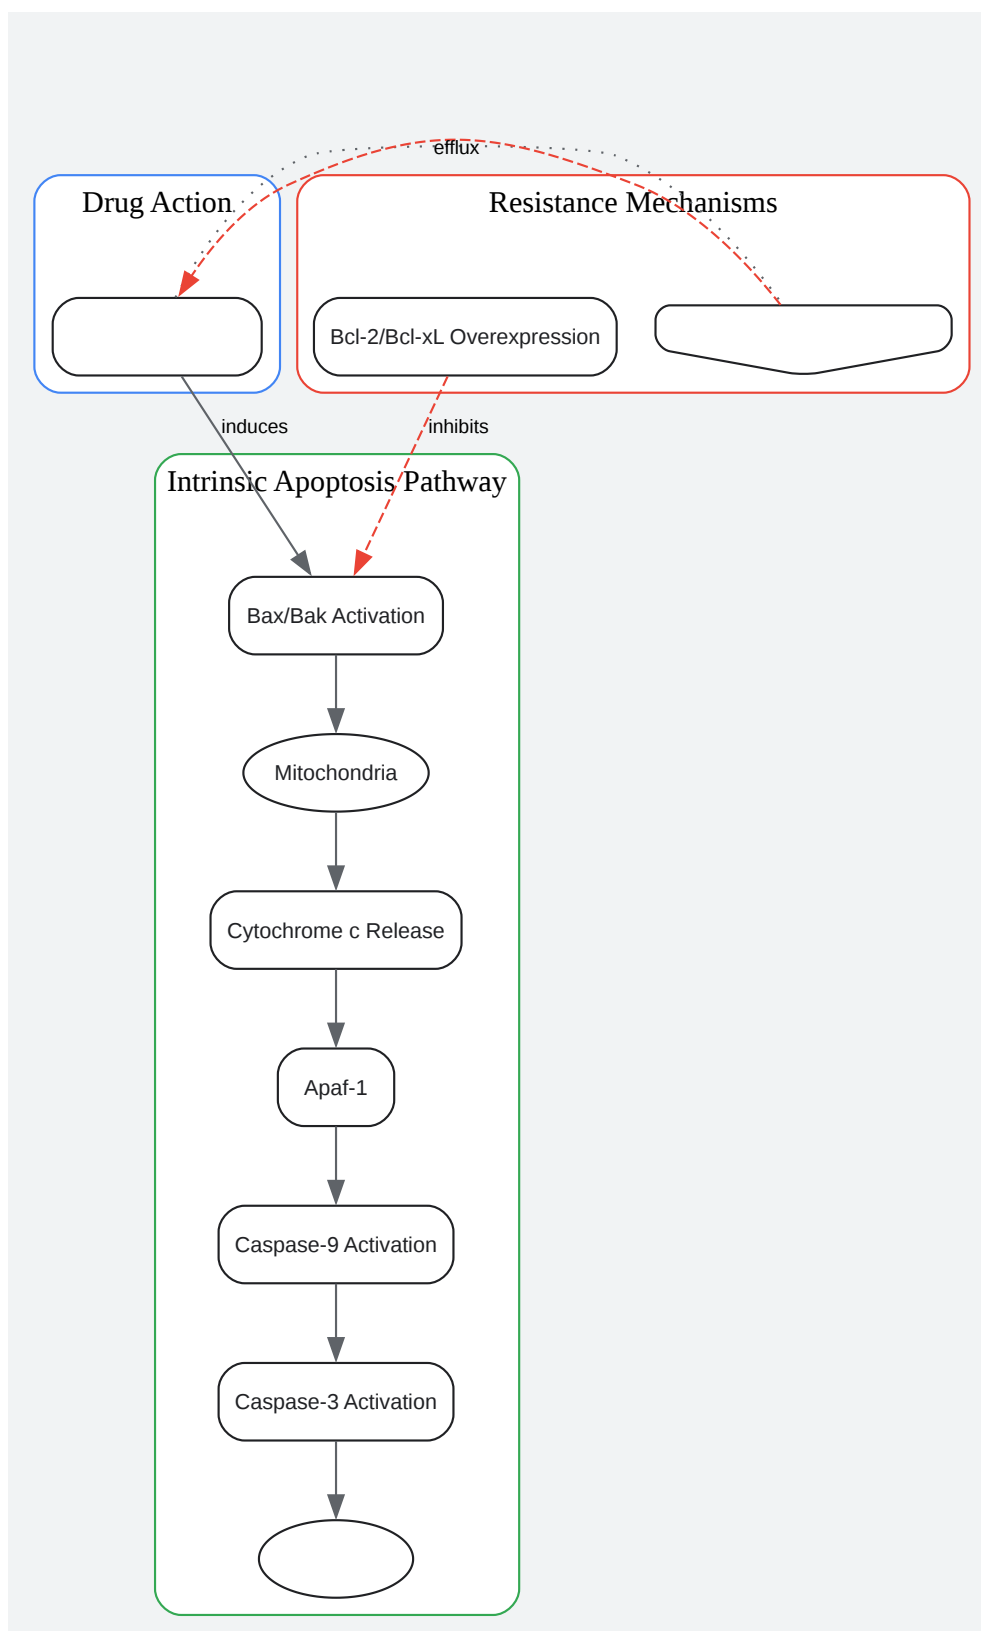 efflux
Drug Action
Resistance Mechanisms
Bcl-2/Bcl-xL Overexpression
induces
inhibits
Intrinsic Apoptosis Pathway
Bax/Bak Activation
Mitochondria
Cytochrome c Release
Apaf-1
Caspase-9 Activation
Caspase-3 Activation